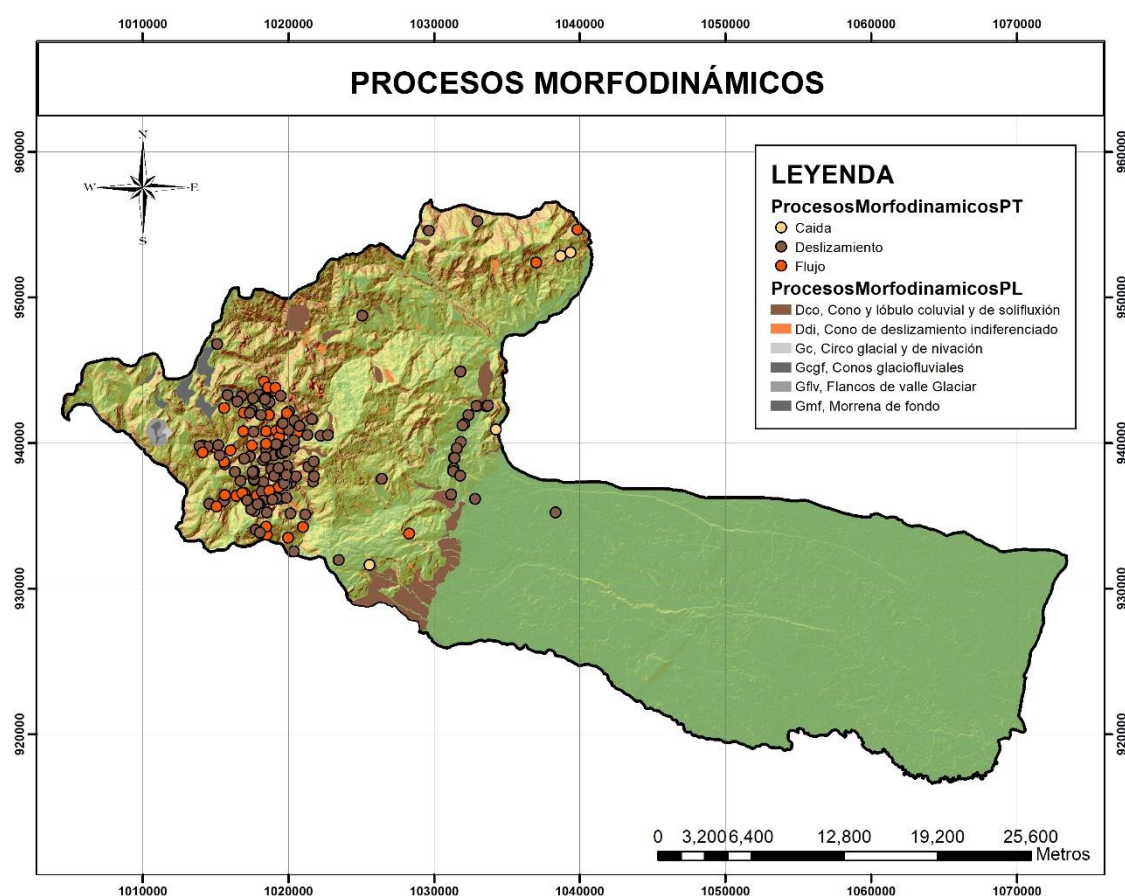 1010000 1020000 1030000 1040000 1050000 1060000 1070000
PROCESOS MORFODINÁMICOS
960000 960000
N
W E
S
LEYENDA
ProcesosMorfodinamicosPT
Caida
Deslizamiento
Flujo
ProcesosMorfodinamicosPL
Dco, Cono y lóbulo coluvial y de solifluxión
Ddi, Cono de deslizamiento indiferenciado
Gc, Circo glacial y de nivación
Gcgf, Conos glaciofluviales
Gflv, Flancos de valle Glaciar
Gmf, Morrena de fondo
950000 950000
940000 940000
930000 930000
920000 920000
0 3,200 6,400 12,800 19,200 25,600
Metros
1010000 1020000 1030000 1040000 1050000 1060000 1070000